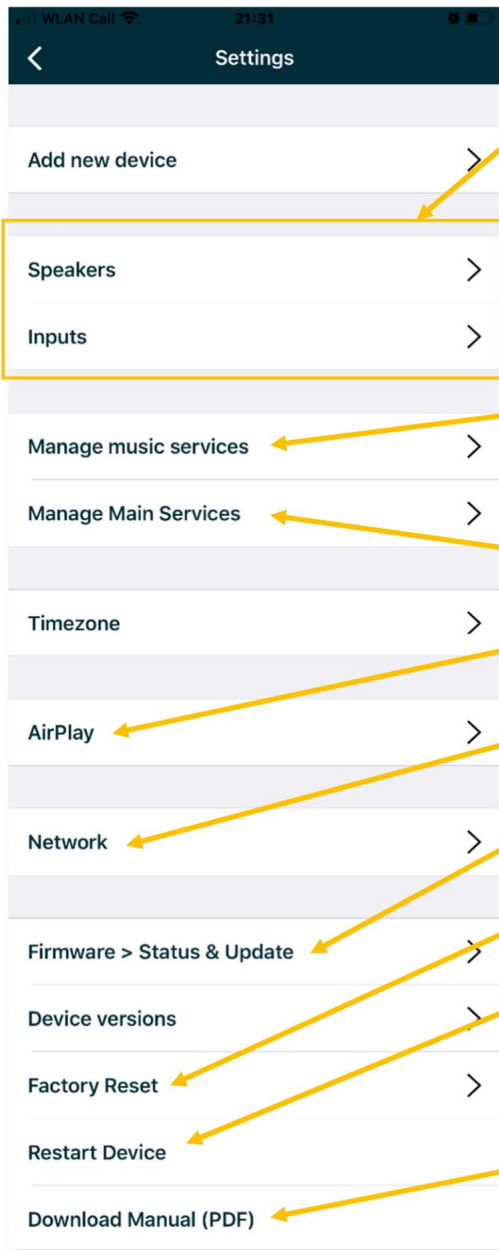 WLAN Call 21:31
Settings
Add new device
Speakers
Inputs
Manage music services
Manage Main Services
Timezone
AirPlay
Network
Firmware > Status & Update
Device versions
Factory Reset
Restart Device
Download Manual (PDF)